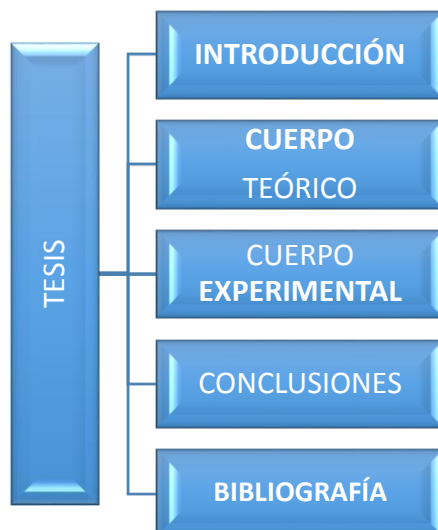 TESIS
INTRODUCCIÓN
CUERPO
TEÓRICO
CUERPO
EXPERIMENTAL
CONCLUSIONES
BIBLIOGRAFÍA